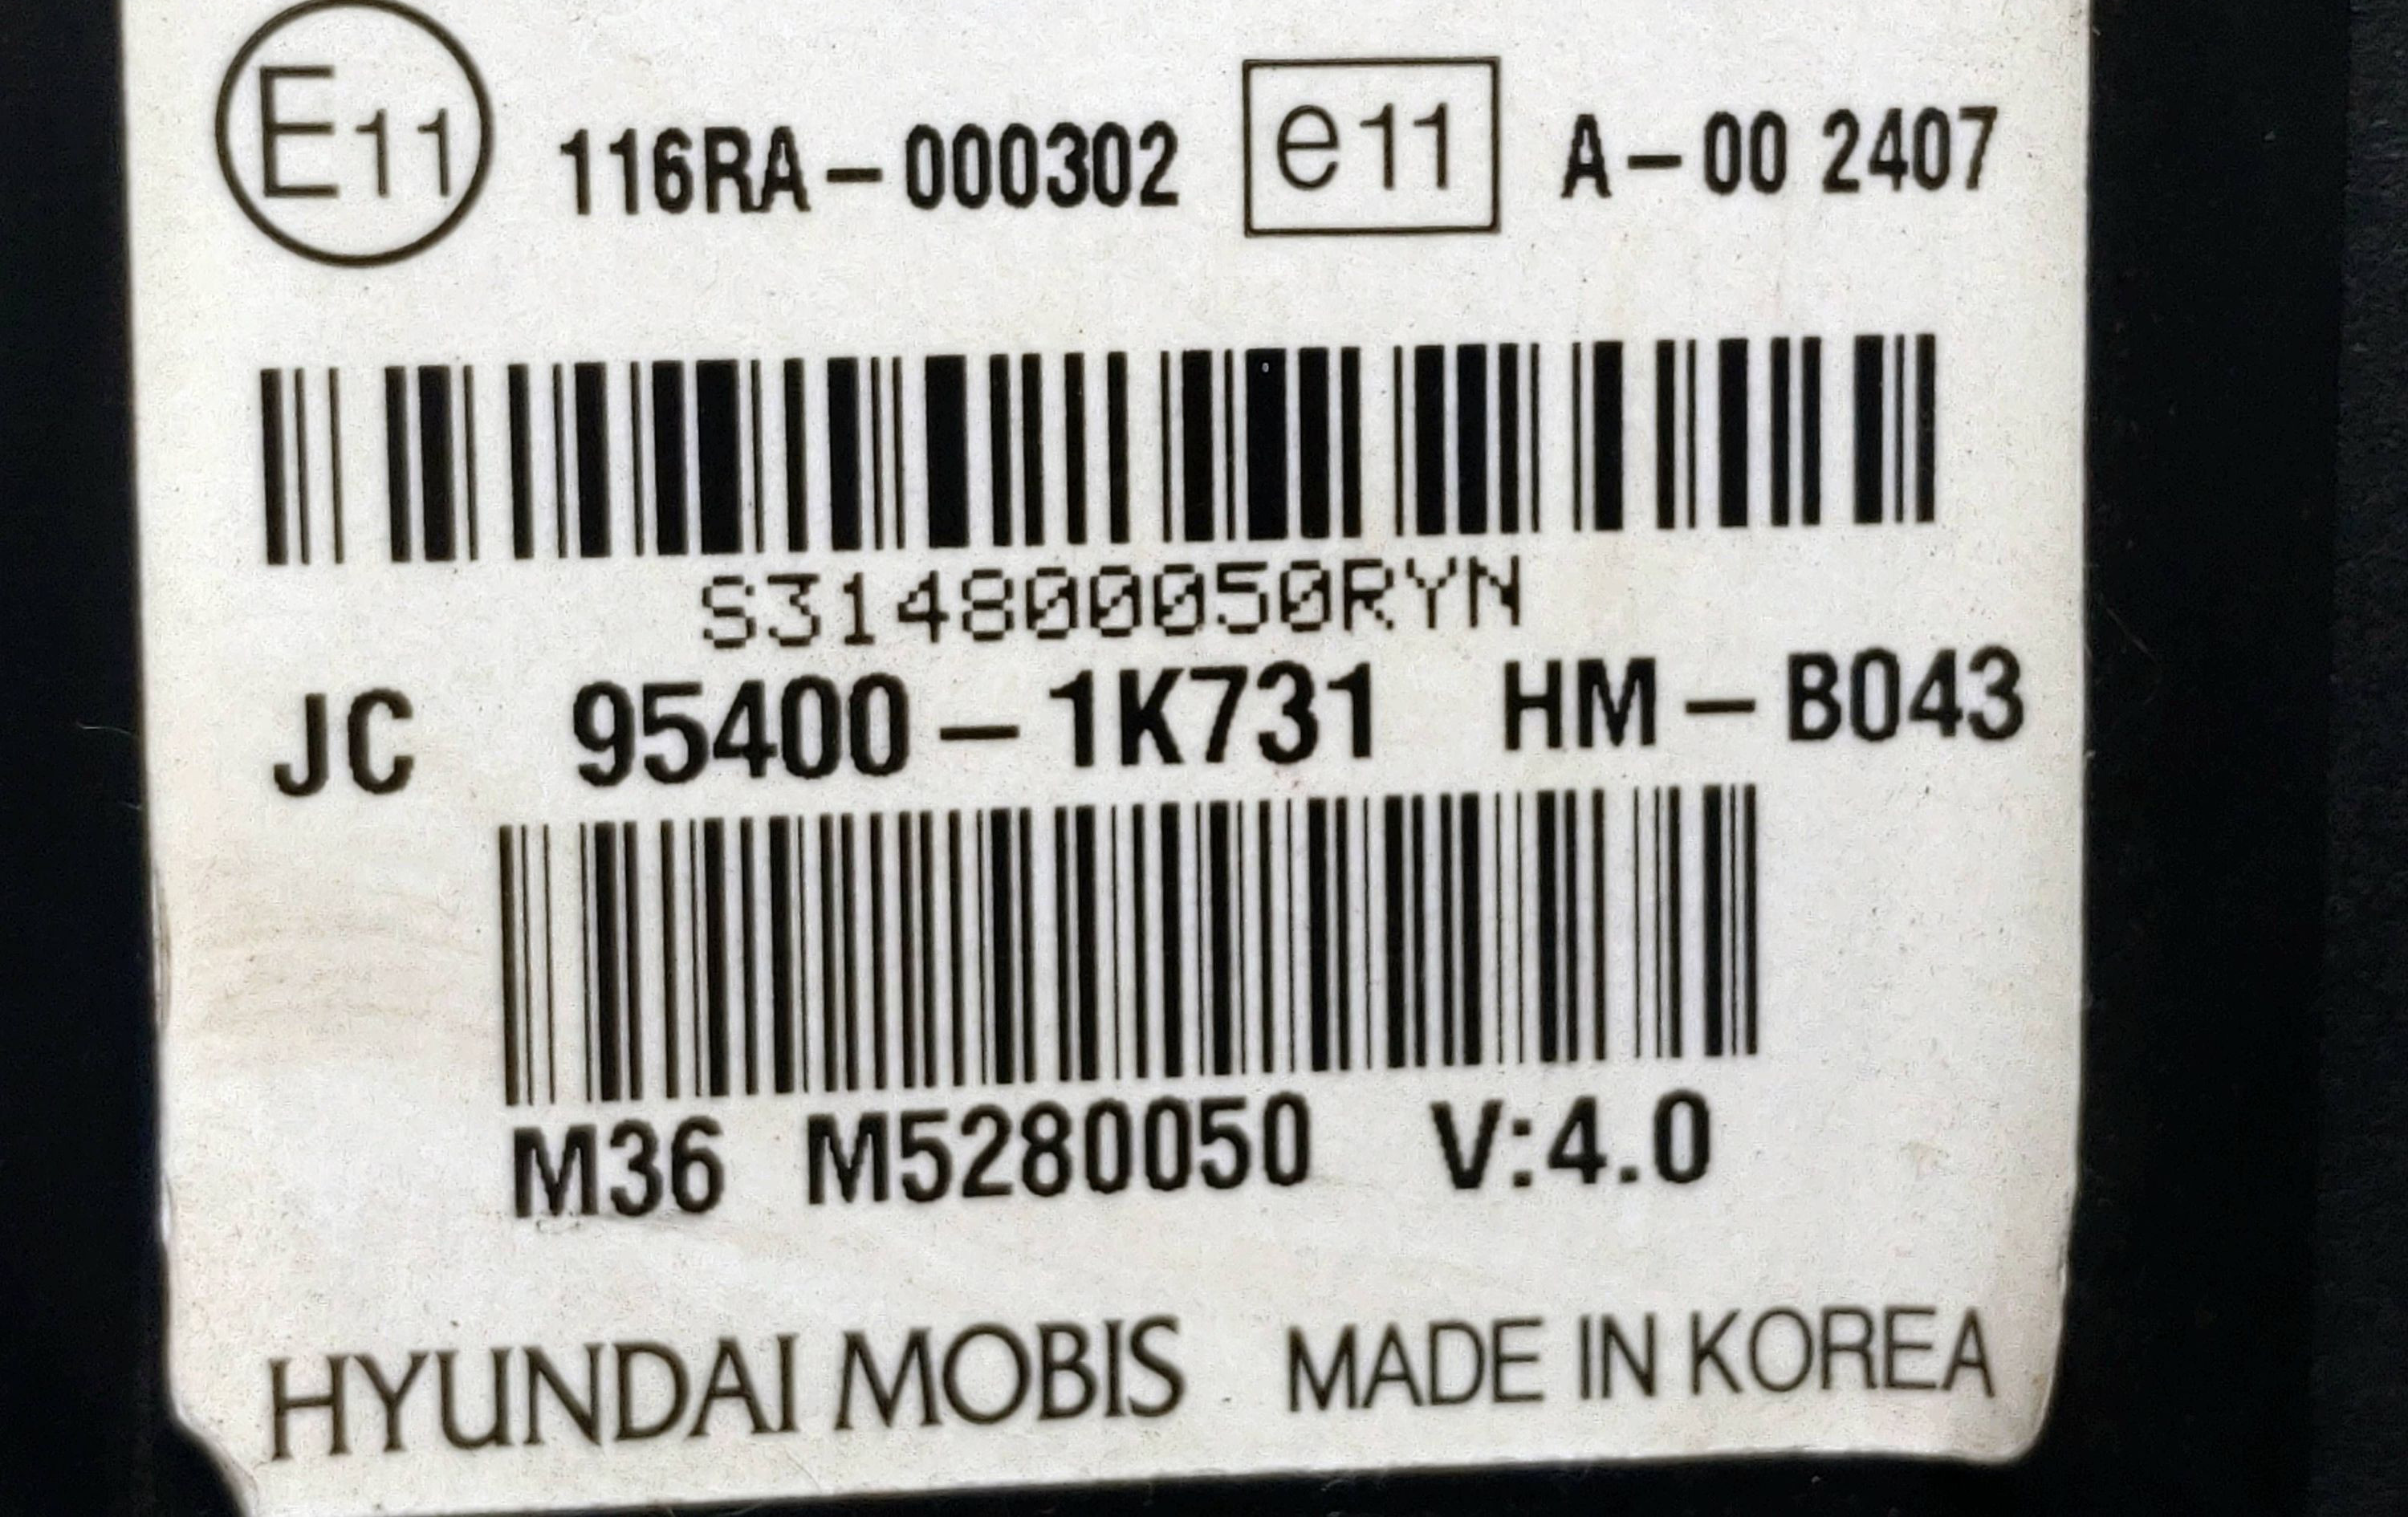 E11 116RA-000302 e11 A-00 2407
S314800050RYN
JC 95400-1K731 HM-B043
M36 M5280050 V:4.0
HYUNDAI MOBIS MADE IN KOREA